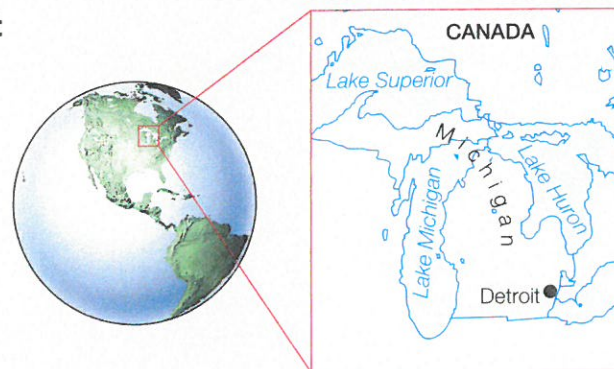 :
CANADA
Lake Superior
Michigan
Lake Michigan
Lake Huron
Detroit